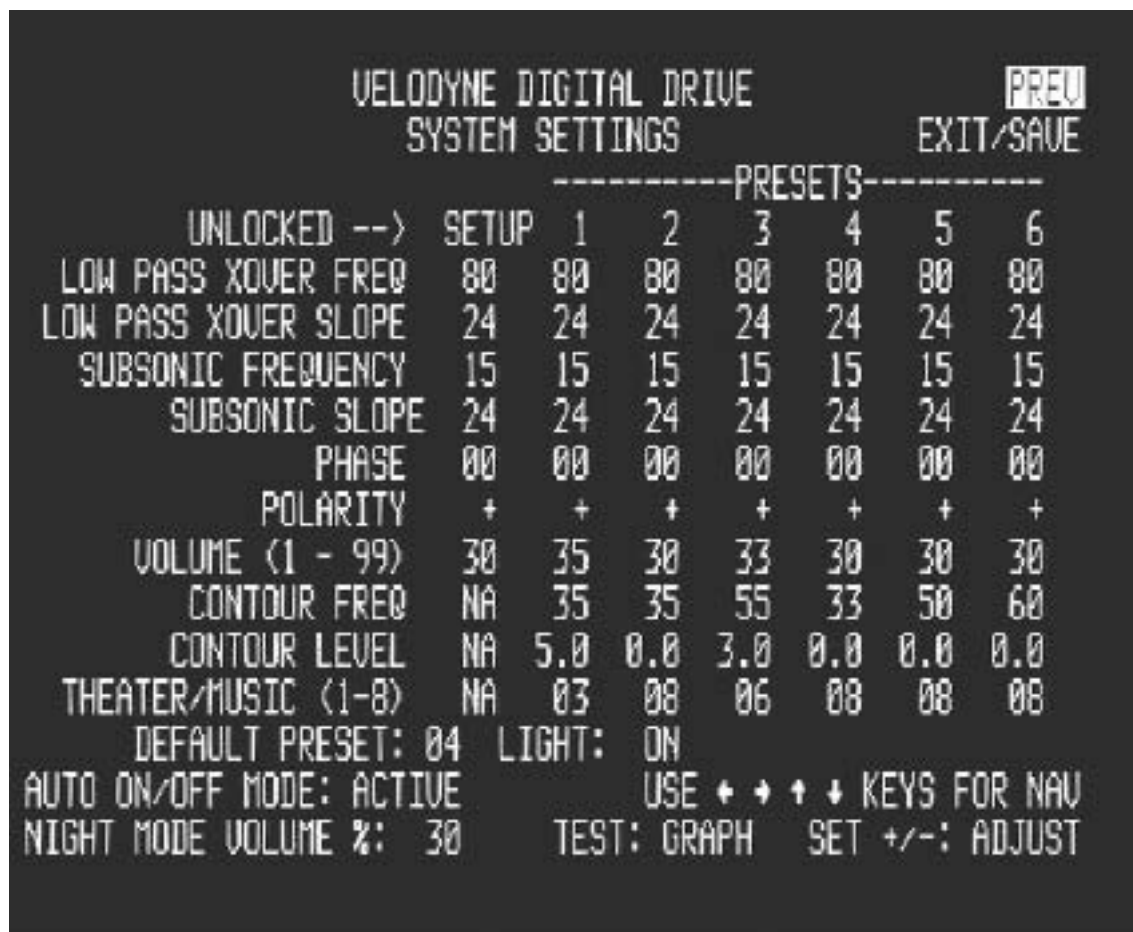 VELODYNE DIGITAL DRIVE PREV
SYSTEM SETTINGS EXIT/SAVE
----------PRESETS----------
UNLOCKED --> SETUP 1 2 3 4 5 6
LOW PASS XOVER FREQ 80 80 80 80 80 80 80
LOW PASS XOVER SLOPE 24 24 24 24 24 24 24
SUBSONIC FREQUENCY 15 15 15 15 15 15 15
SUBSONIC SLOPE 24 24 24 24 24 24 24
PHASE 00 00 00 00 00 00 00
POLARITY + + + + + + +
VOLUME (1 - 99) 30 35 30 33 30 30 30
CONTOUR FREQ NA 35 35 55 33 50 60
CONTOUR LEVEL NA 5.0 0.0 3.0 0.0 0.0 0.0
THEATER/MUSIC (1-8) NA 03 08 06 08 08 08
DEFAULT PRESET: 04 LIGHT: ON
AUTO ON/OFF MODE: ACTIVE USE ← → ↑ ↓ KEYS FOR NAV
NIGHT MODE VOLUME %: 30 TEST: GRAPH SET +/-: ADJUST